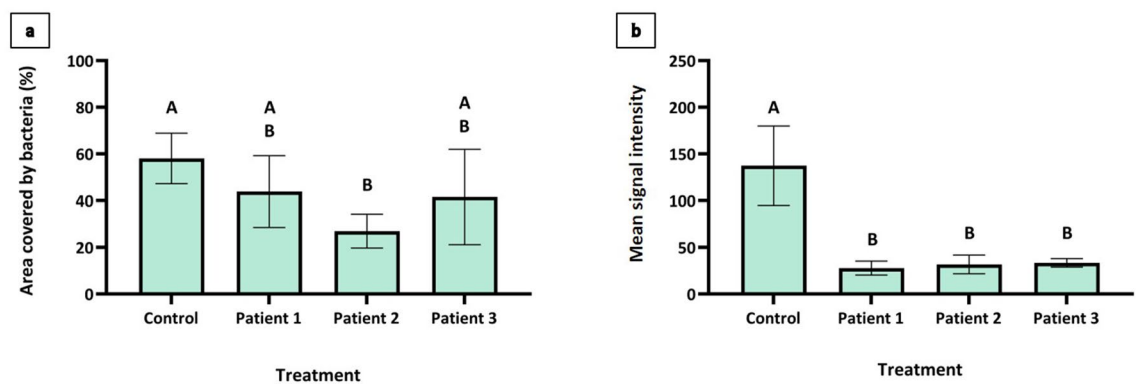 a
Area covered by bacteria (%)
100
80
60
40
20
0
A
A
B
B
A
B
Control
Patient 1
Patient 2
Patient 3
Treatment
b
Mean signal intensity
250
200
150
100
50
0
A
B
B
B
Control
Patient 1
Patient 2
Patient 3
Treatment